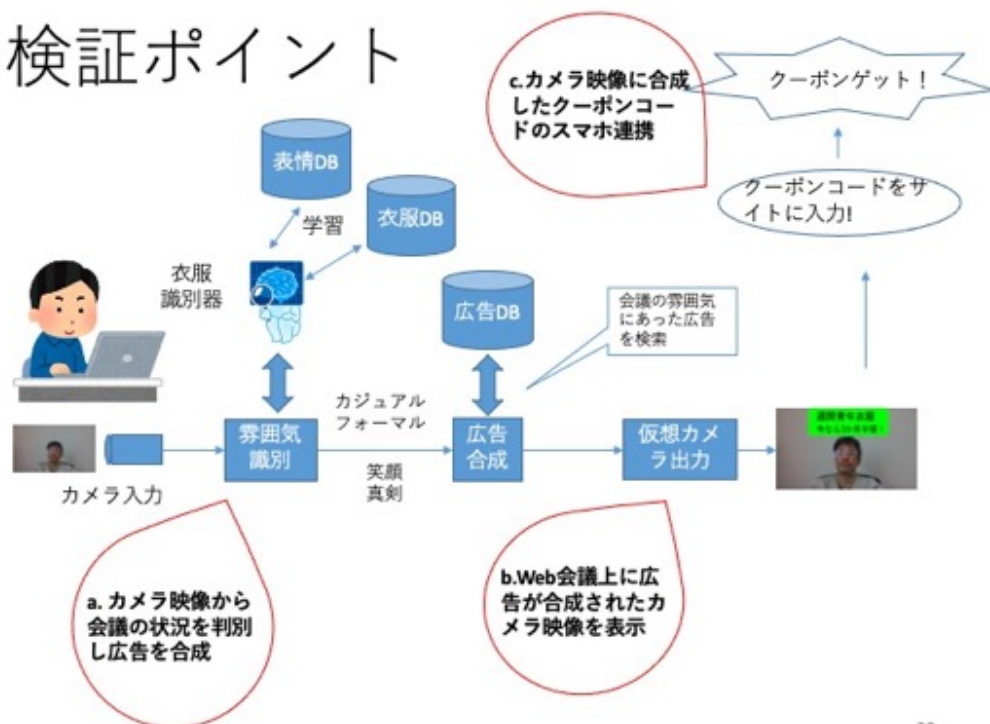 検証ポイント
c.カメラ映像に合成
したクーポンコー
ドのスマホ連携
クーポンゲット！
クーポンコードをサ
イトに入力!
表情DB
学習
衣服DB
衣服
識別器
広告DB
会議の雰囲気
にあった広告
を検索
カジュアル
フォーマル
雰囲気
識別
広告
合成
仮想カメ
ラ出力
笑顔
真剣
カメラ入力
a. カメラ映像から
会議の状況を判別
し広告を合成
b.Web会議上に広
告が合成されたカ
メラ映像を表示